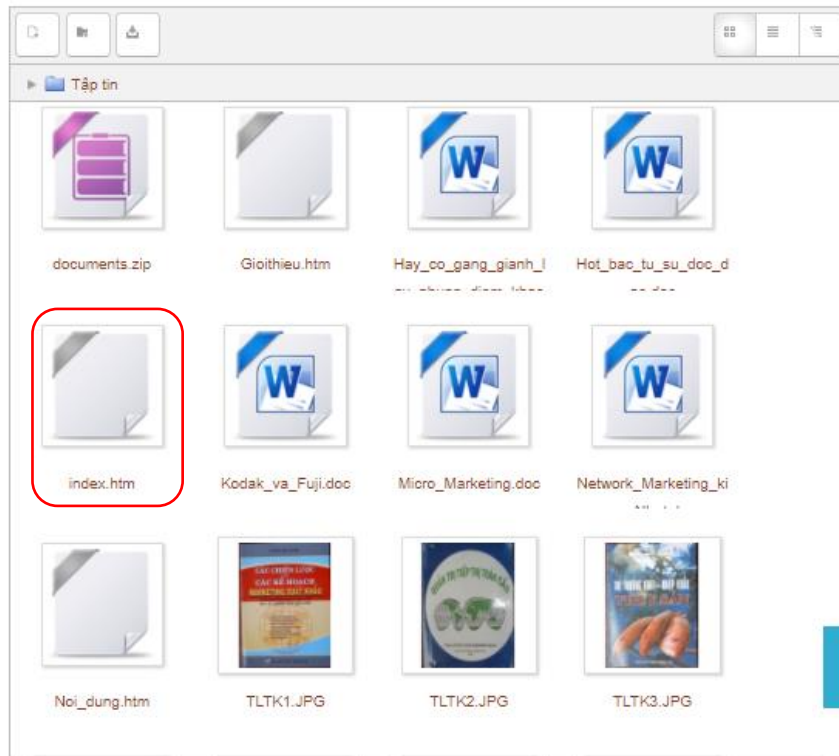 Tập tin
documents.zip
Gioithieu.htm
Hay_co_gang_gianh_l
Hot_bac_tu_su_doc_d
index.htm
Kodak_va_Fuji.doc
Micro_Marketing.doc
Network_Marketing_ki
Noi_dung.htm
TLTK1.JPG
TLTK2.JPG
TLTK3.JPG